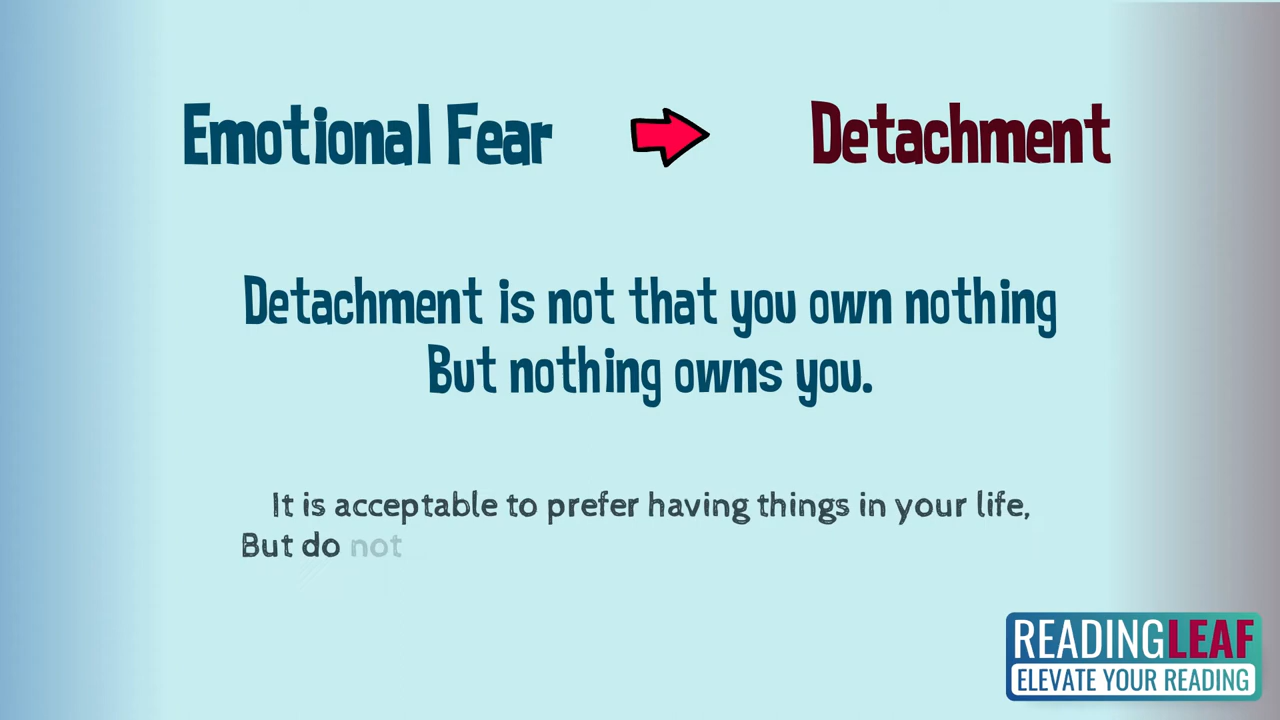 Emotional Fear Detachment
Detachment is not that you own nothing
But nothing owns you.
It is acceptable to prefer having things in your life,
But do not
READINGLEAF
ELEVATE YOUR READING